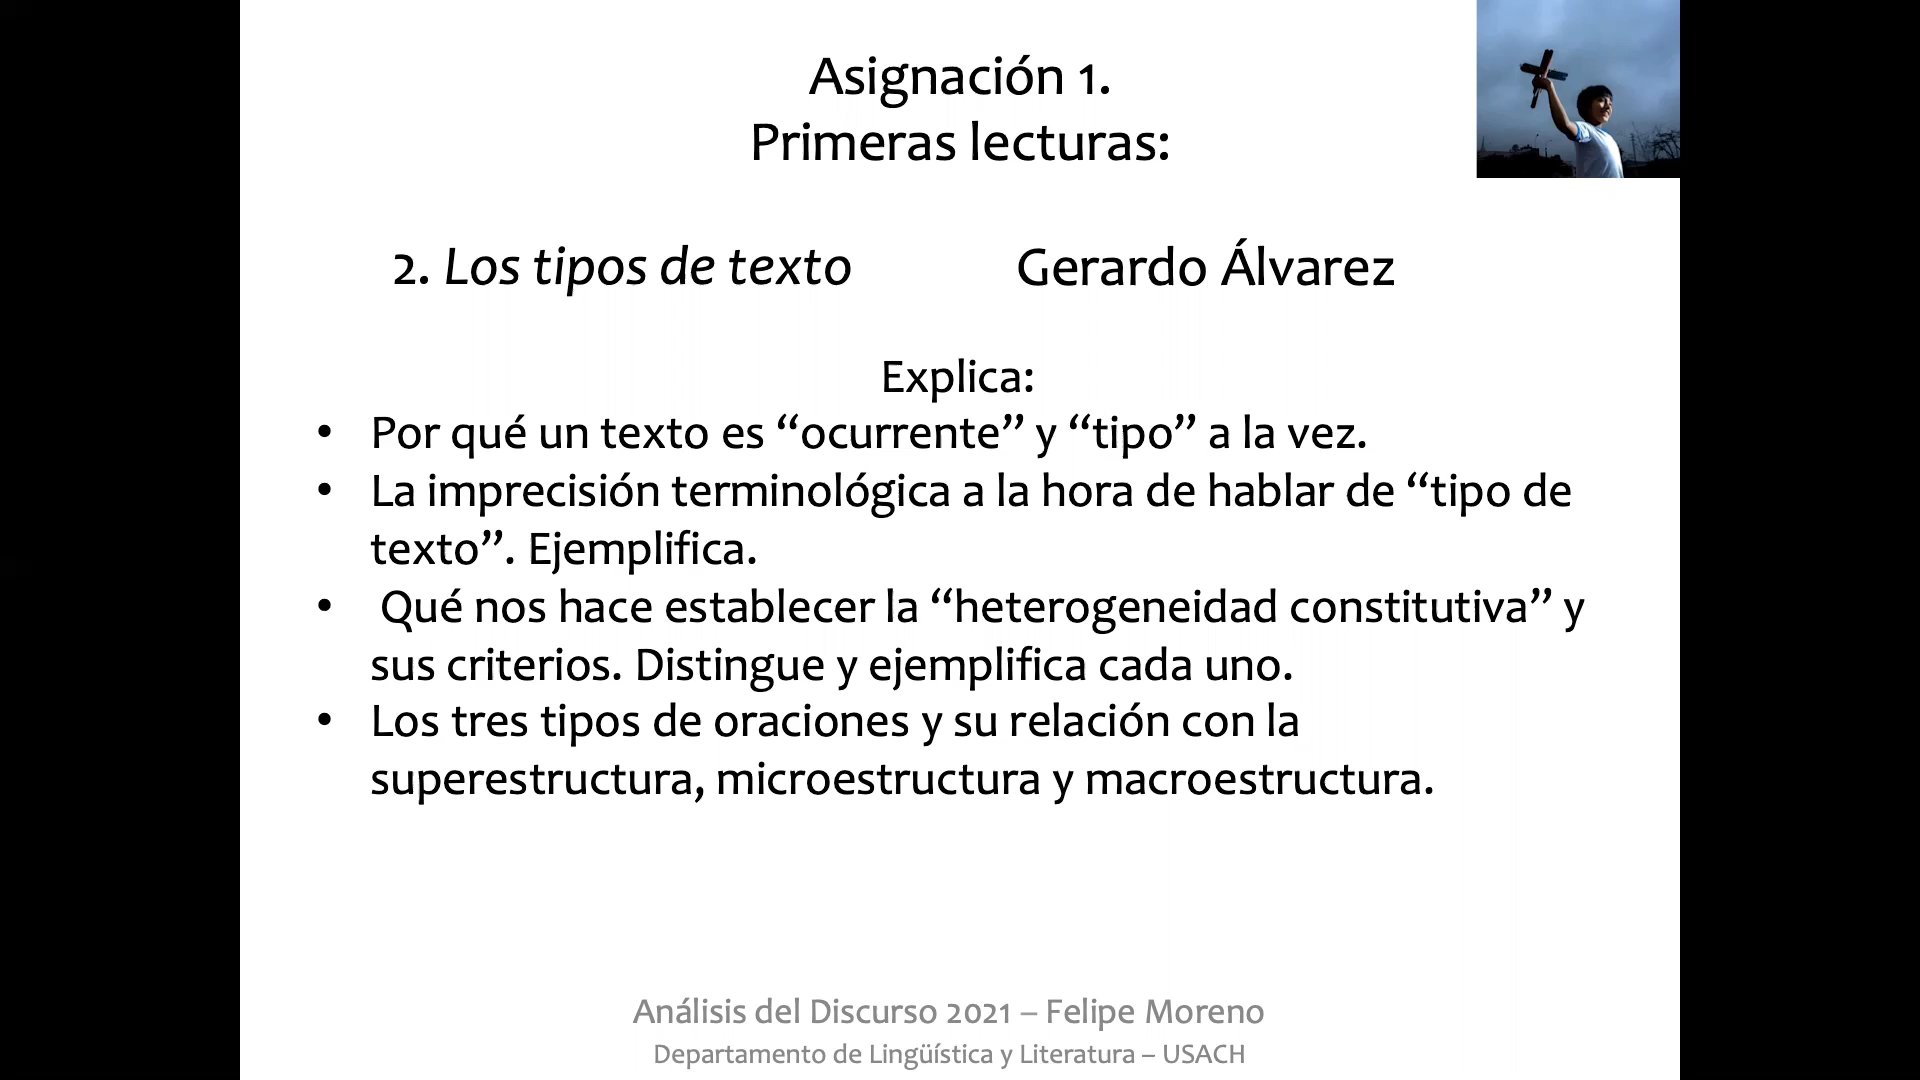 Asignación 1.
Primeras lecturas:
2. Los tipos de texto Gerardo Álvarez
Explica:
• Por qué un texto es “ocurrente” y “tipo” a la vez.
• La imprecisión terminológica a la hora de hablar de “tipo de
texto”. Ejemplifica.
• Qué nos hace establecer la “heterogeneidad constitutiva” y
sus criterios. Distingue y ejemplifica cada uno.
• Los tres tipos de oraciones y su relación con la
superestructura, microestructura y macroestructura.
Análisis del Discurso 2021 – Felipe Moreno
Departamento de Lingüística y Literatura – USACH